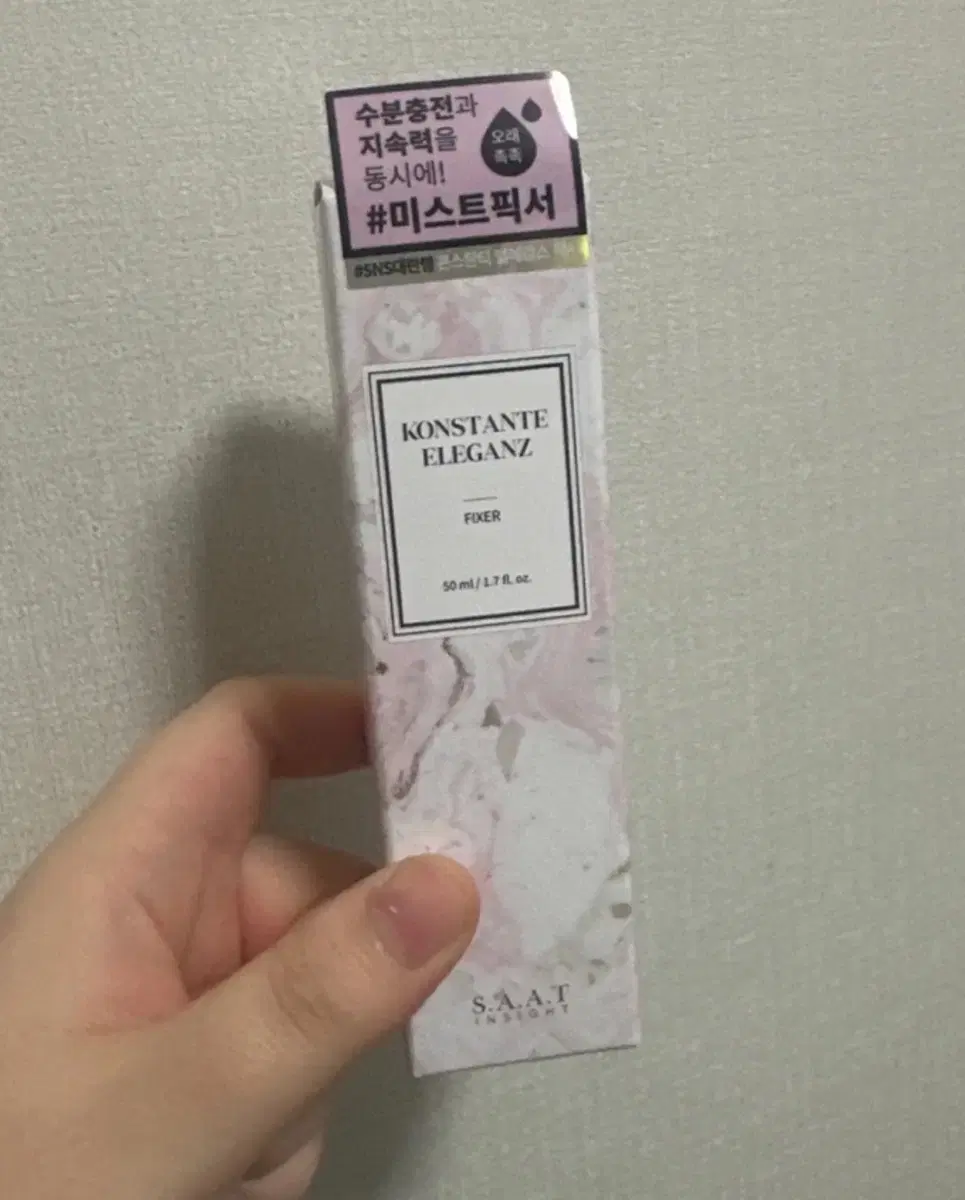 수분충전과
지속력을
동시에!
오래
촉촉
#미스트픽서
#SNS대란템
KONSTANTE
ELEGANZ
FIXER
50 ml / 1.7 fl. oz.
S.A.A.T
INSIGHT